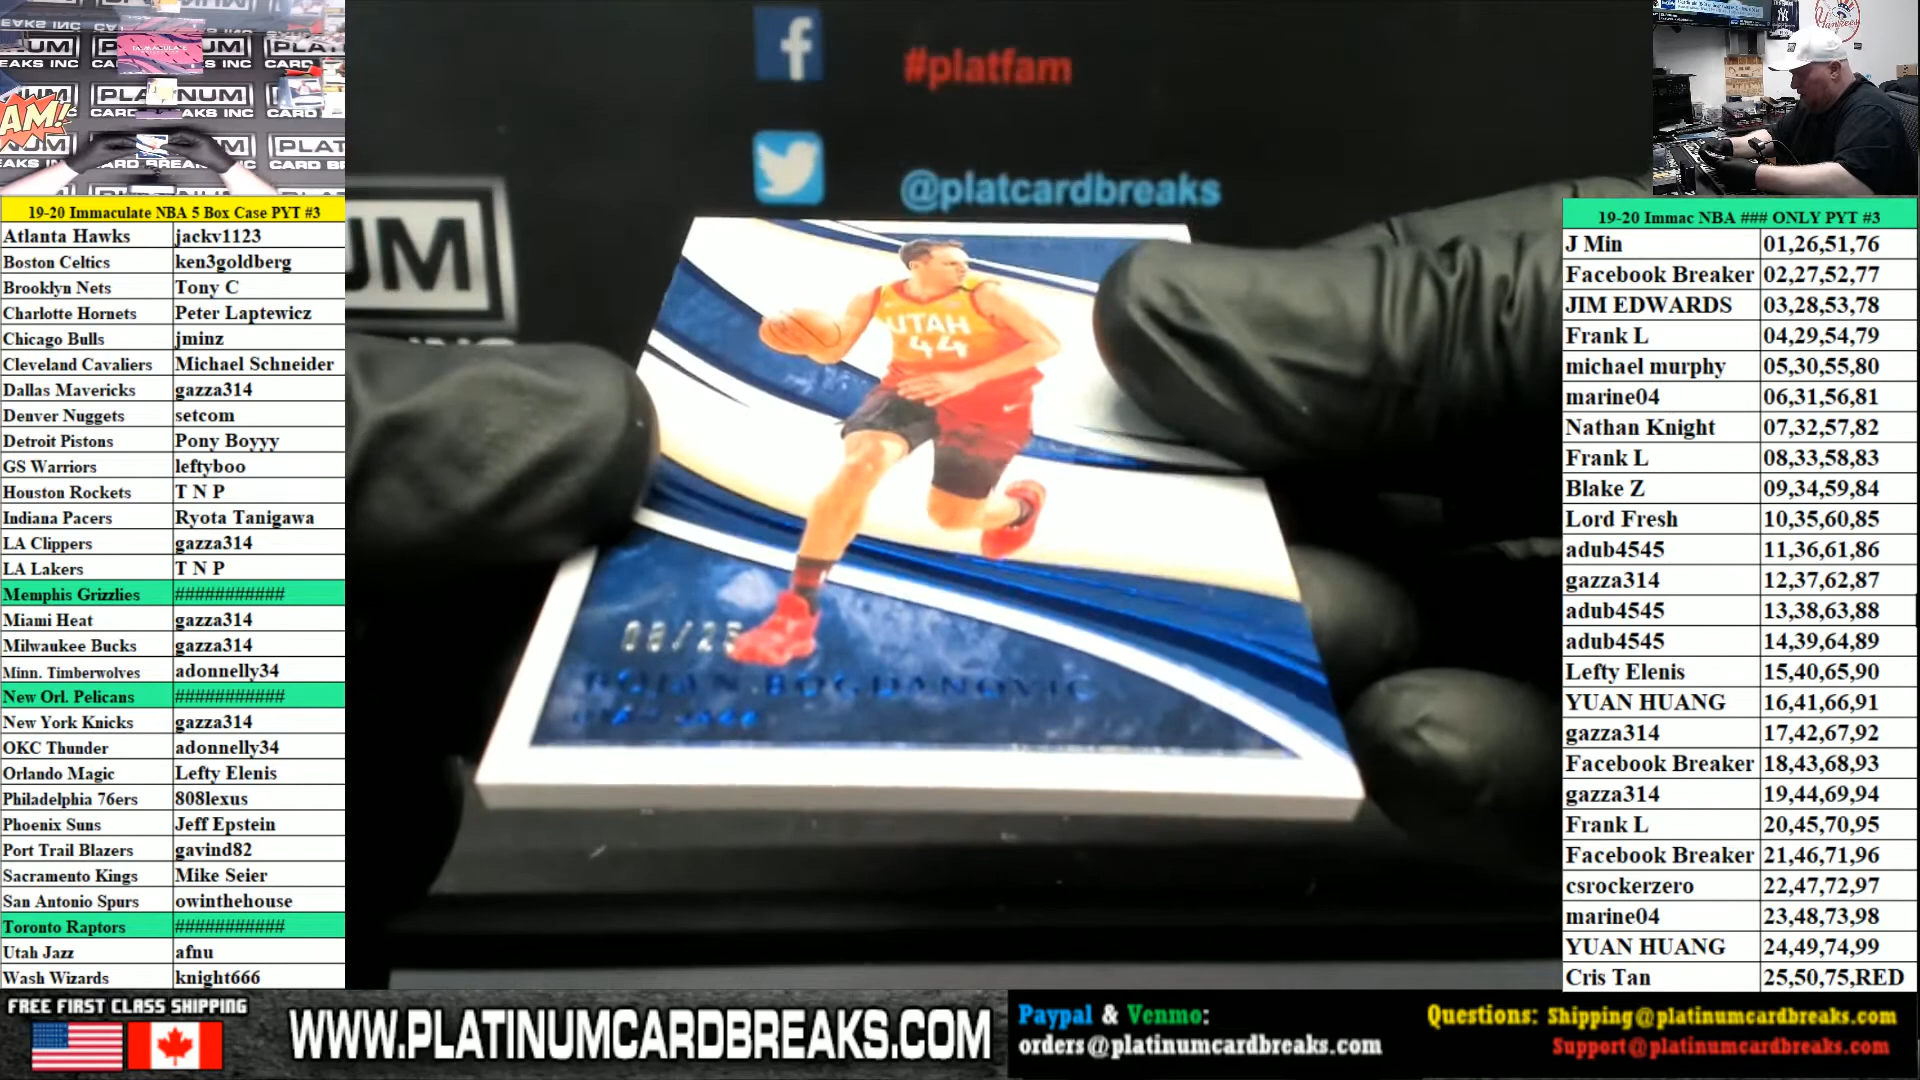 #platfam
@platcardbreaks
UTAH
44
BOJAN BOGDANOVIC
19-20 Immaculate NBA 5 Box Case PYT #3
Atlanta Hawks jackv1123
Boston Celtics ken3goldberg
Brooklyn Nets Tony C
Charlotte Hornets Peter Laptewicz
Chicago Bulls jminz
Cleveland Cavaliers Michael Schneider
Dallas Mavericks gazza314
Denver Nuggets setcom
Detroit Pistons Pony Boyyy
GS Warriors leftyboo
Houston Rockets T N P
Indiana Pacers Ryota Tanigawa
LA Clippers gazza314
LA Lakers T N P
Memphis Grizzlies ###########
Miami Heat gazza314
Milwaukee Bucks gazza314
Minn. Timberwolves adonnelly34
New Orl. Pelicans ###########
New York Knicks gazza314
OKC Thunder adonnelly34
Orlando Magic Lefty Elenis
Philadelphia 76ers 808lexus
Phoenix Suns Jeff Epstein
Port Trail Blazers gavind82
Sacramento Kings Mike Seier
San Antonio Spurs owinthehouse
Toronto Raptors ###########
Utah Jazz afnu
Wash Wizards knight666
19-20 Immac NBA ### ONLY PYT #3
J Min 01,26,51,76
Facebook Breaker 02,27,52,77
JIM EDWARDS 03,28,53,78
Frank L 04,29,54,79
michael murphy 05,30,55,80
marine04 06,31,56,81
Nathan Knight 07,32,57,82
Frank L 08,33,58,83
Blake Z 09,34,59,84
Lord Fresh 10,35,60,85
adub4545 11,36,61,86
gazza314 12,37,62,87
adub4545 13,38,63,88
adub4545 14,39,64,89
Lefty Elenis 15,40,65,90
YUAN HUANG 16,41,66,91
gazza314 17,42,67,92
Facebook Breaker 18,43,68,93
gazza314 19,44,69,94
Frank L 20,45,70,95
Facebook Breaker 21,46,71,96
csrockerzero 22,47,72,97
marine04 23,48,73,98
YUAN HUANG 24,49,74,99
Cris Tan 25,50,75,RED
FREE FIRST CLASS SHIPPING
WWW.PLATINUMCARDBREAKS.COM
Paypal & Venmo:
orders@platinumcardbreaks.com
Questions: Shipping@platinumcardbreaks.com
Support@platinumcardbreaks.com